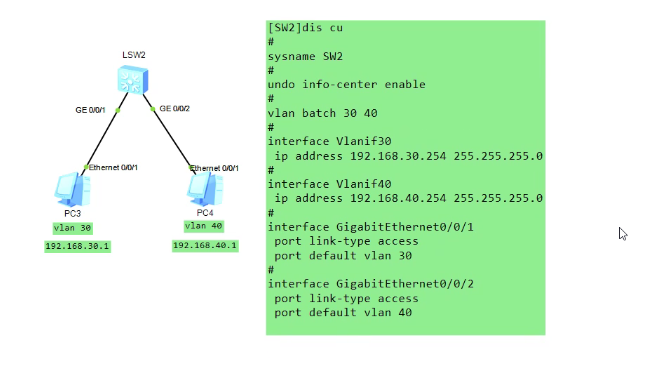 LSW2
GE 0/0/1
GE 0/0/2
Ethernet 0/0/1
Ethernet 0/0/1
PC3
PC4
vlan 30
vlan 40
192.168.30.1
192.168.40.1
[SW2]dis cu
#
sysname SW2
#
undo info-center enable
#
vlan batch 30 40
#
interface Vlanif30
ip address 192.168.30.254 255.255.255.0
#
interface Vlanif40
ip address 192.168.40.254 255.255.255.0
#
interface GigabitEthernet0/0/1
port link-type access
port default vlan 30
#
interface GigabitEthernet0/0/2
port link-type access
port default vlan 40